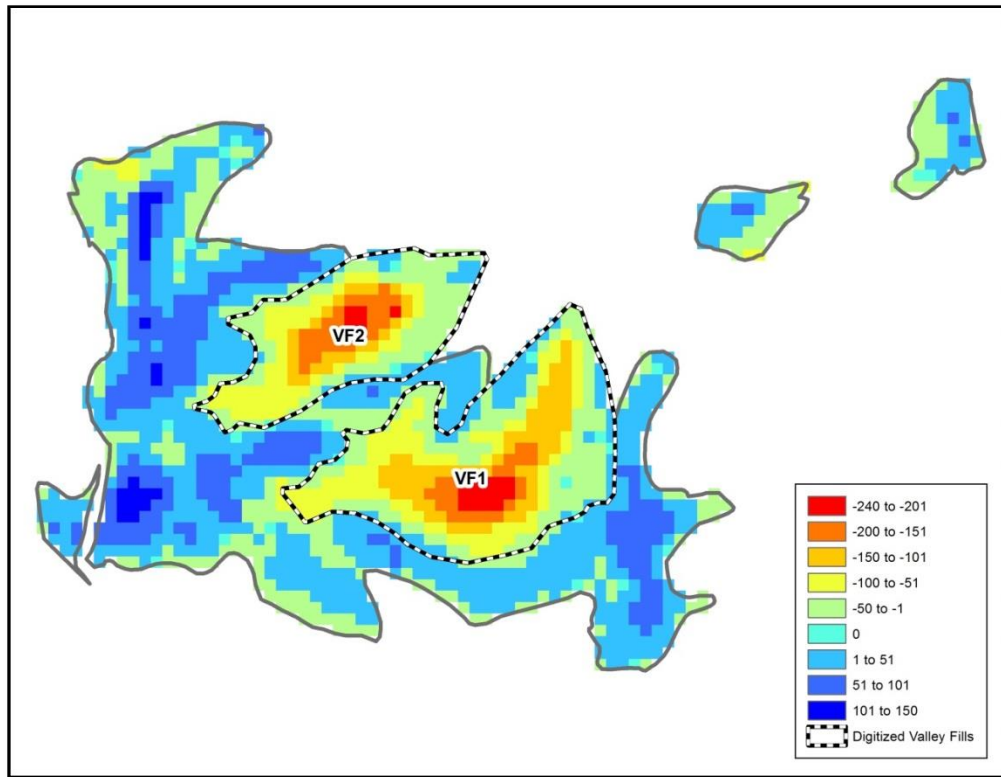 VF2
VF1
-240 to -201
-200 to -151
-150 to -101
-100 to -51
-50 to -1
0
1 to 51
51 to 101
101 to 150
Digitized Valley Fills